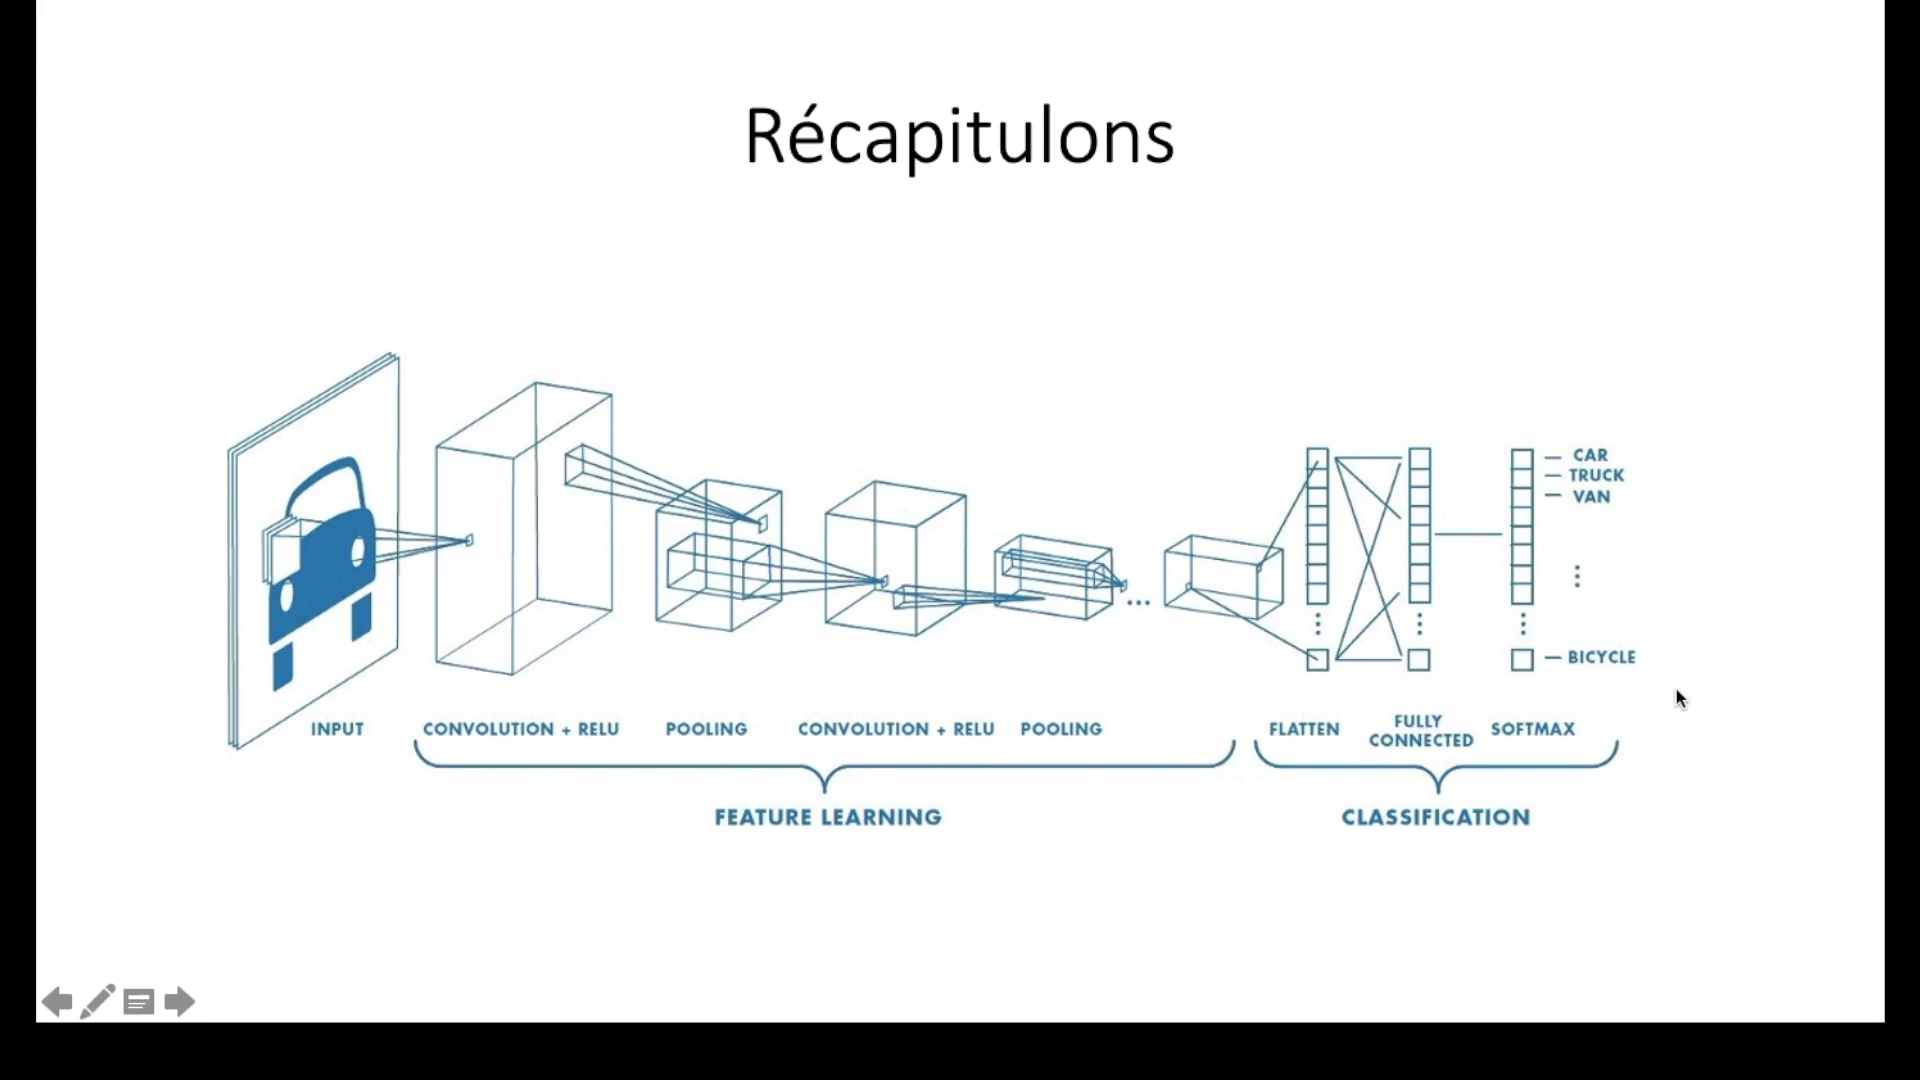 Récapitulons
CAR
TRUCK
VAN
BICYCLE
INPUT
CONVOLUTION + RELU
POOLING
CONVOLUTION + RELU
POOLING
FLATTEN
FULLY
CONNECTED
SOFTMAX
FEATURE LEARNING
CLASSIFICATION